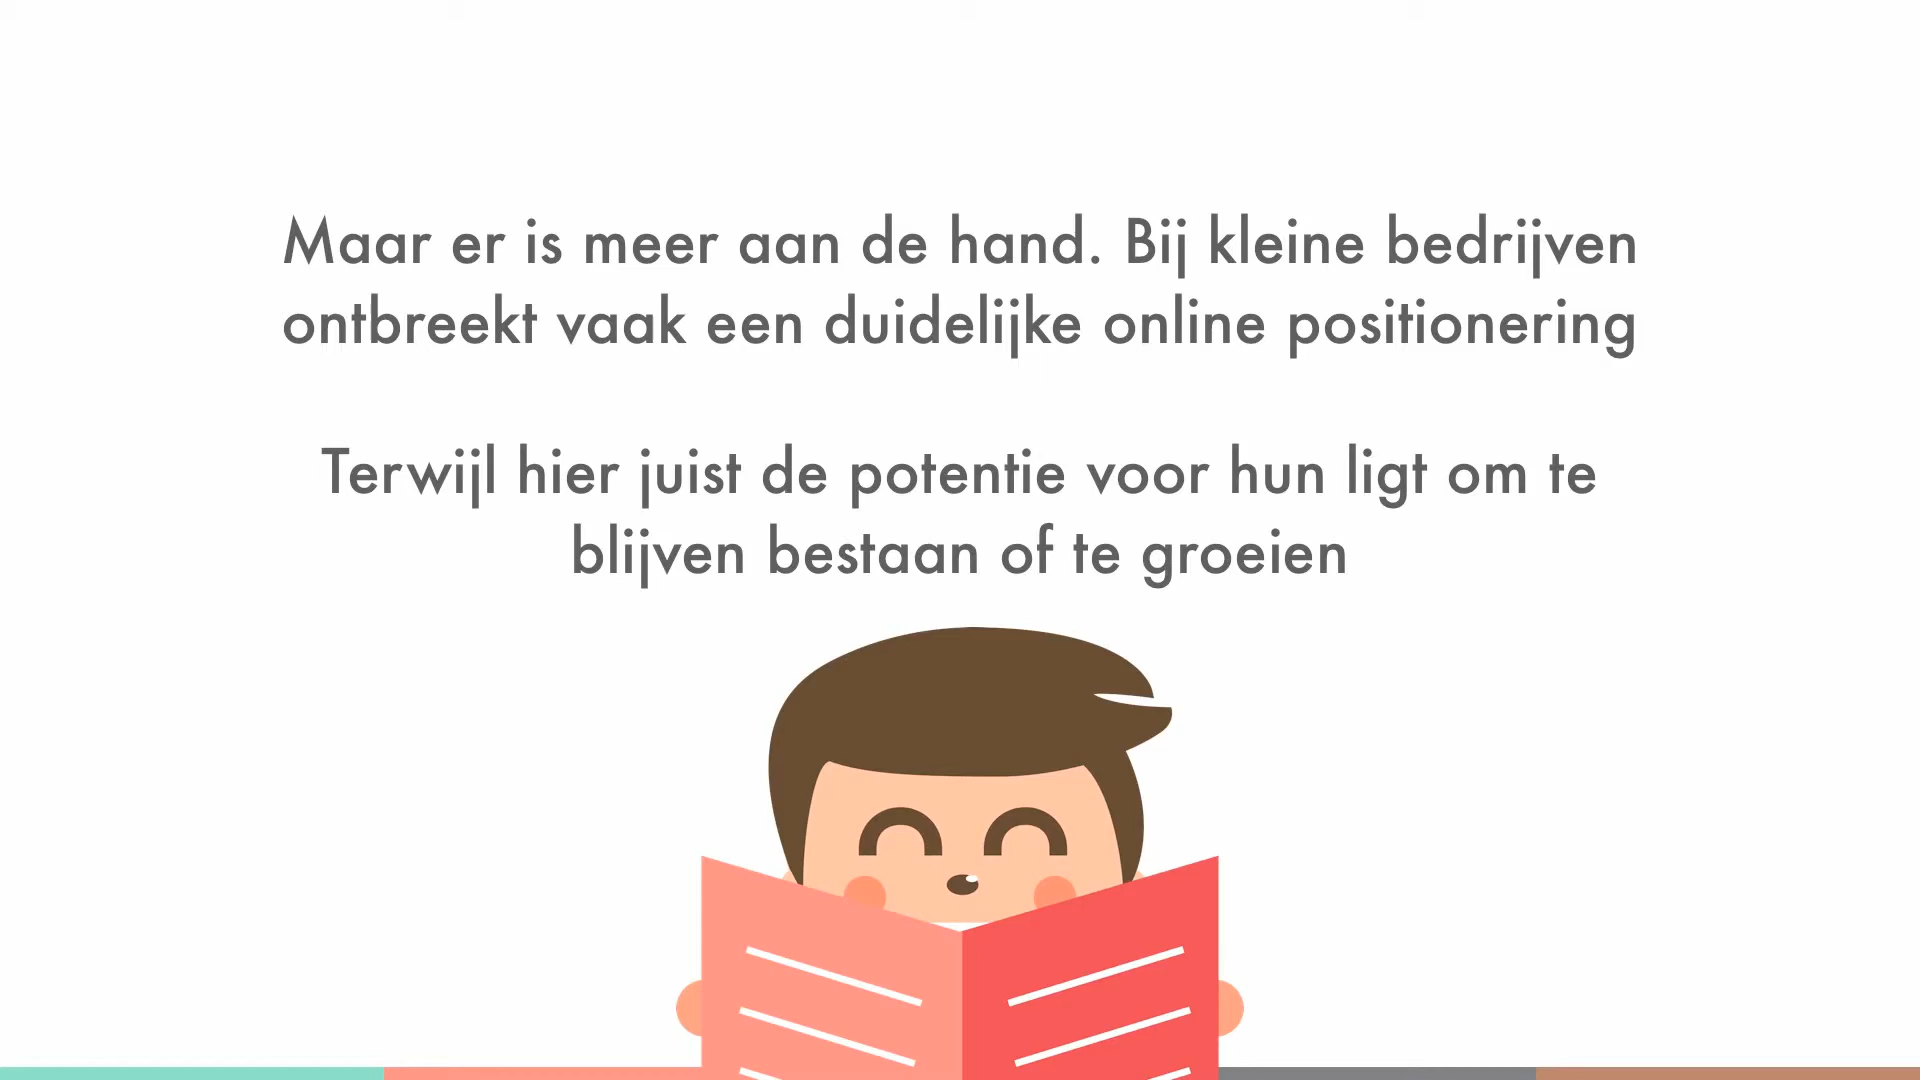 Maar er is meer aan de hand. Bij kleine bedrijven
ontbreekt vaak een duidelijke online positionering
Terwijl hier juist de potentie voor hun ligt om te
blijven bestaan of te groeien